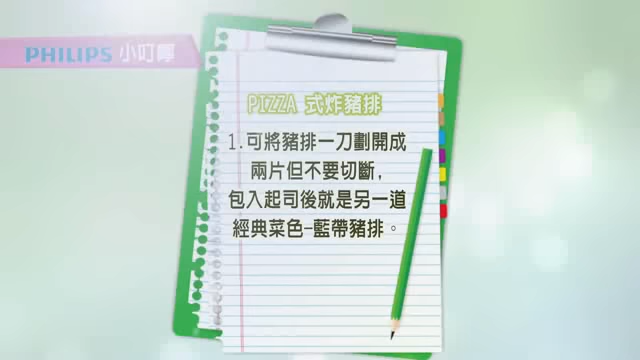 PHILIPS 小叮嚀
PIZZA 式炸豬排
1.可將豬排一刀劃開成
兩片但不要切斷,
包入起司後就是另一道
經典菜色-藍帶豬排。